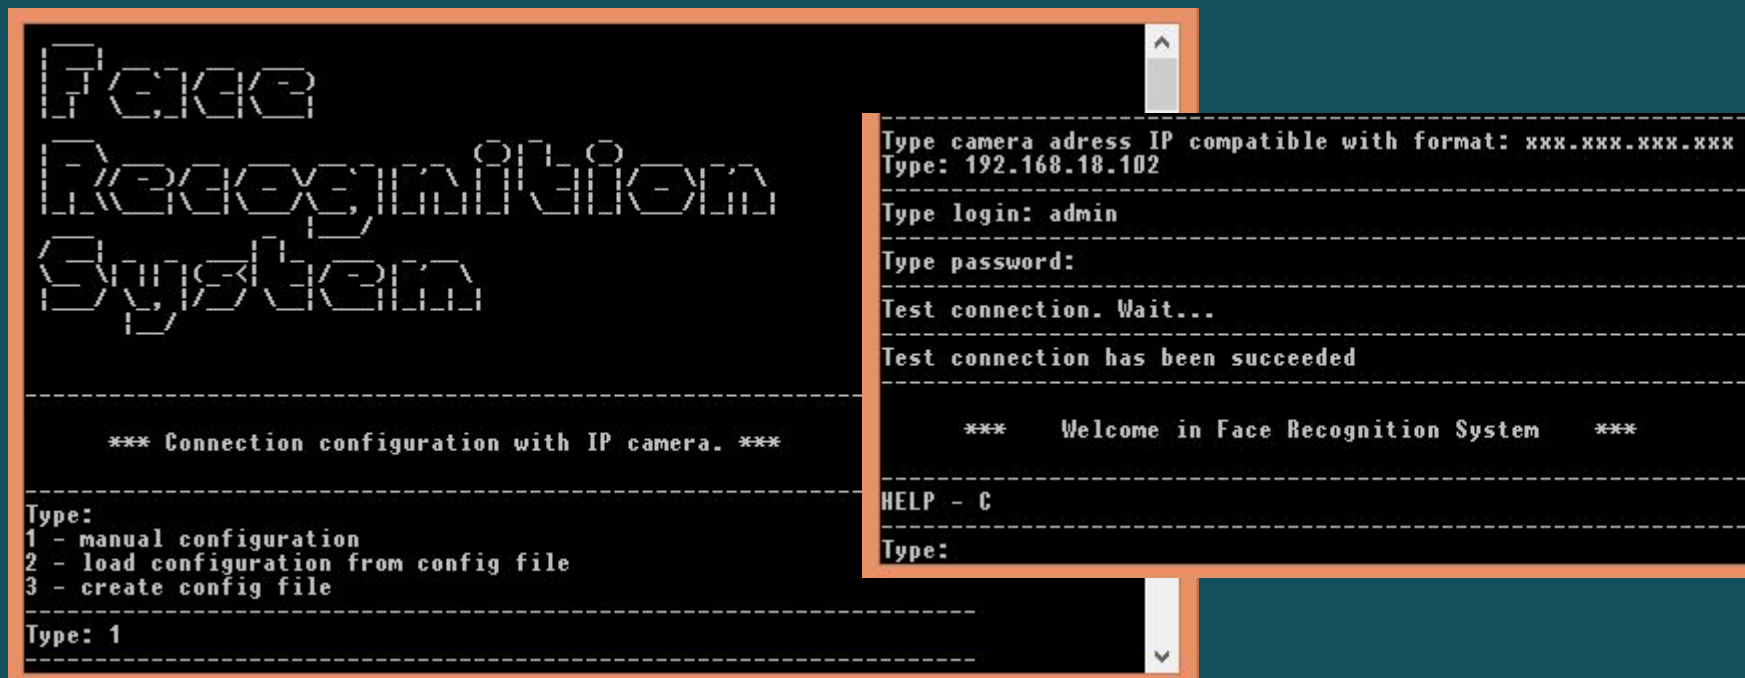 Face
Recognition
System
*** Connection configuration with IP camera. ***
Type:
1 - manual configuration
2 - load configuration from config file
3 - create config file
Type: 1
Type camera adress IP compatible with format: xxx.xxx.xxx.xxx
Type: 192.168.18.102
Type login: admin
Type password:
Test connection. Wait...
Test connection has been succeeded
*** Welcome in Face Recognition System ***
HELP - C
Type: